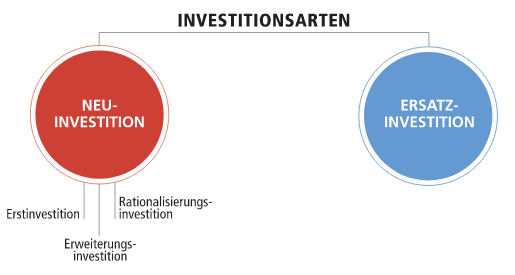 INVESTITIONSARTEN
NEU-
INVESTITION
ERSATZ-
INVESTITION
Erstinvestition
Rationalisierungs-
investition
Erweiterungs-
investition